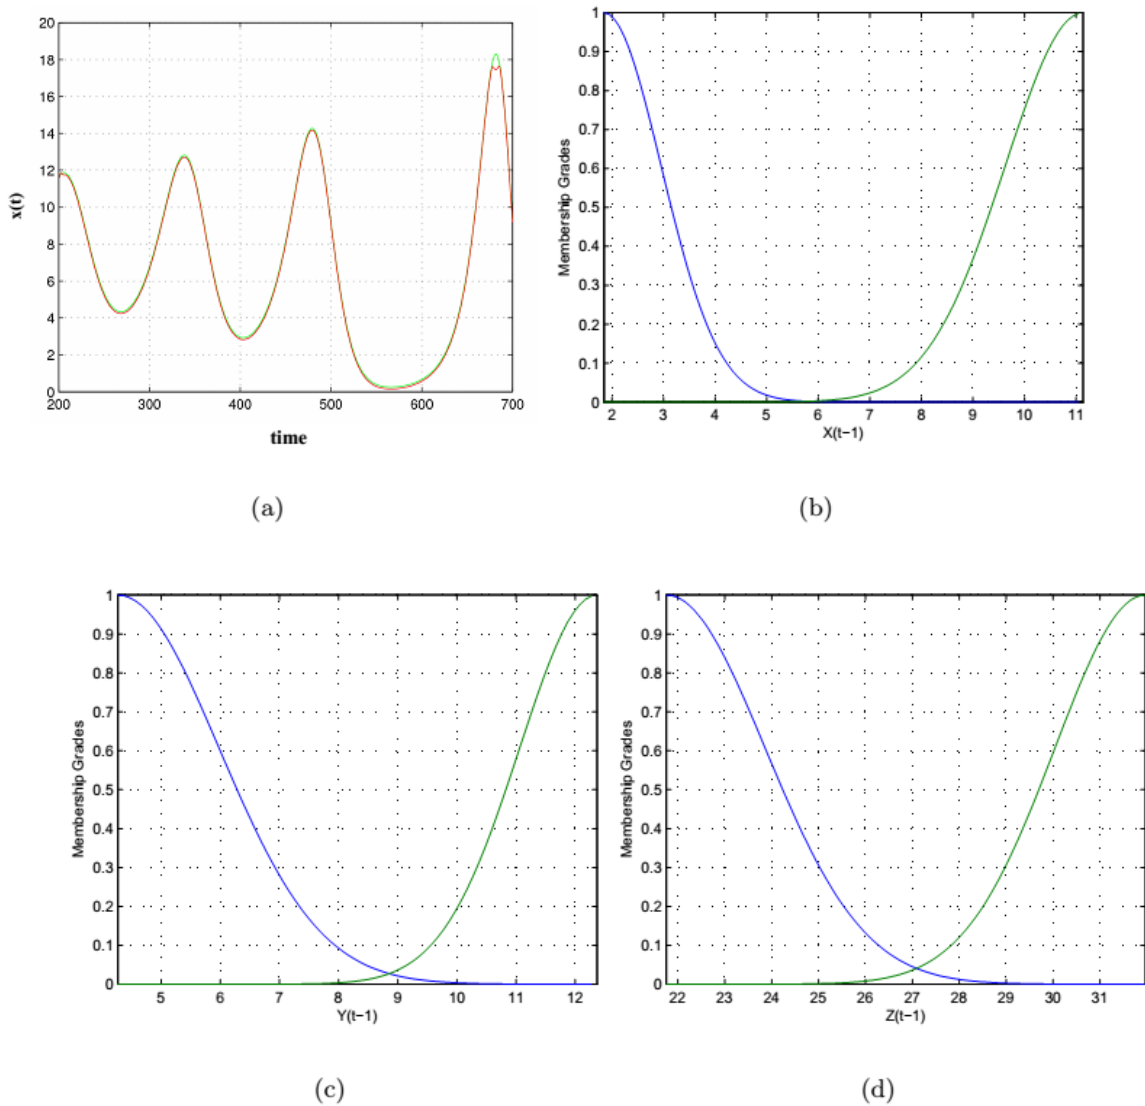 20
18
16
14
12
10
8
6
4
2
0
200 300 400 500 600 700
x(t)
time
(a)
1
0.9
0.8
0.7
0.6
0.5
0.4
0.3
0.2
0.1
0
2 3 4 5 6 7 8 9 10 11
Membership Grades
X(t−1)
(b)
1
0.9
0.8
0.7
0.6
0.5
0.4
0.3
0.2
0.1
0
5 6 7 8 9 10 11 12
Membership Grades
Y(t−1)
(c)
1
0.9
0.8
0.7
0.6
0.5
0.4
0.3
0.2
0.1
0
22 23 24 25 26 27 28 29 30 31
Membership Grades
Z(t−1)
(d)